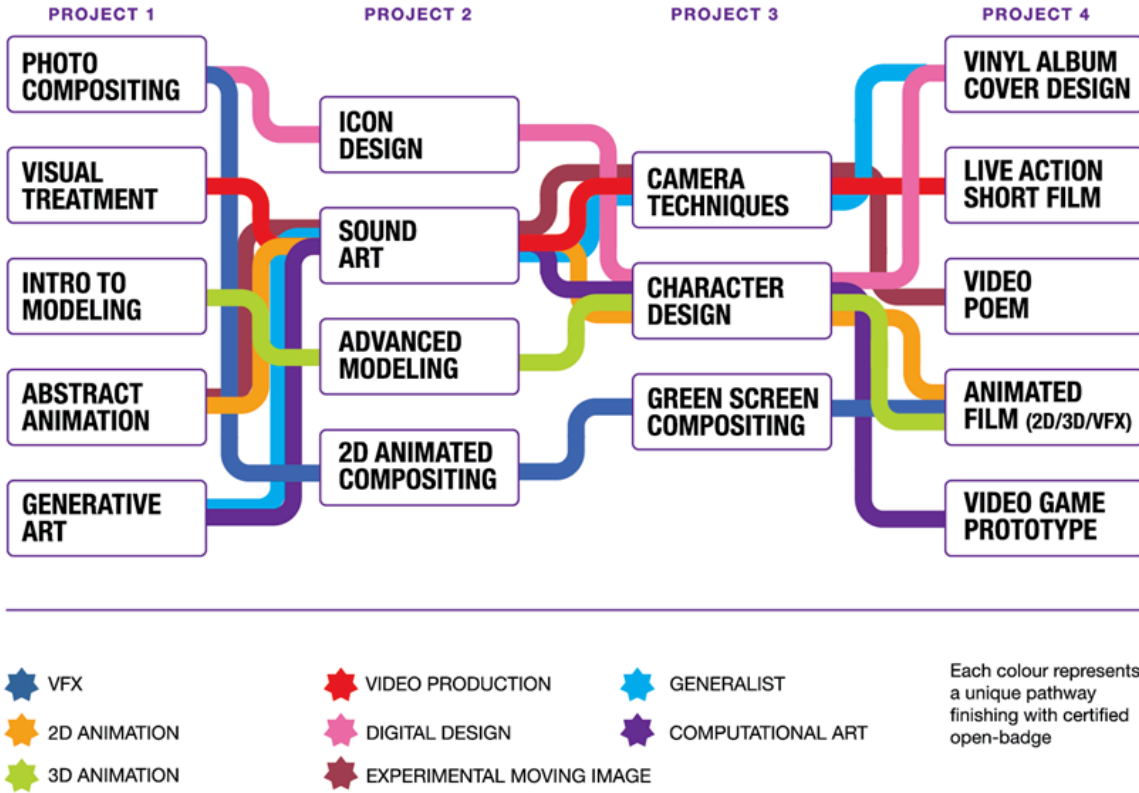 PROJECT 1
PROJECT 2
PROJECT 3
PROJECT 4
PHOTO
COMPOSITING
VISUAL
TREATMENT
INTRO TO
MODELING
ABSTRACT
ANIMATION
GENERATIVE
ART
ICON
DESIGN
SOUND
ART
ADVANCED
MODELING
2D ANIMATED
COMPOSITING
CAMERA
TECHNIQUES
CHARACTER
DESIGN
GREEN SCREEN
COMPOSITING
VINYL ALBUM
COVER DESIGN
LIVE ACTION
SHORT FILM
VIDEO
POEM
ANIMATED
FILM (2D/3D/VFX)
VIDEO GAME
PROTOTYPE
VFX
2D ANIMATION
3D ANIMATION
VIDEO PRODUCTION
DIGITAL DESIGN
EXPERIMENTAL MOVING IMAGE
GENERALIST
COMPUTATIONAL ART
Each colour represents
a unique pathway
finishing with certified
open-badge